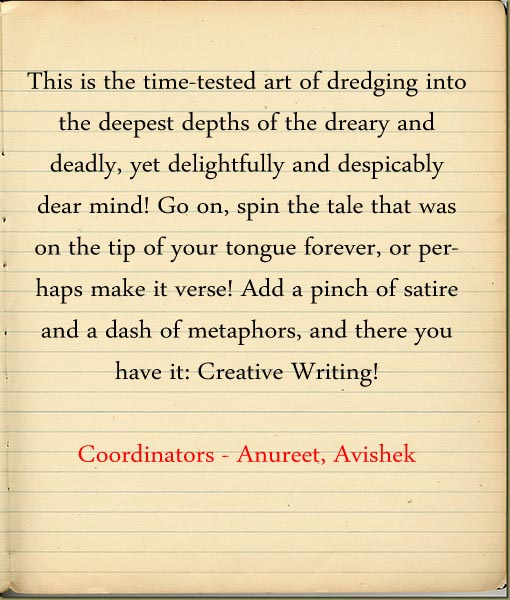 This is the time-tested art of dredging into
the deepest depths of the dreary and
deadly, yet delightfully and despicably
dear mind! Go on, spin the tale that was
on the tip of your tongue forever, or per-
haps make it verse! Add a pinch of satire
and a dash of metaphors, and there you
have it: Creative Writing!
Coordinators - Anureet, Avishek